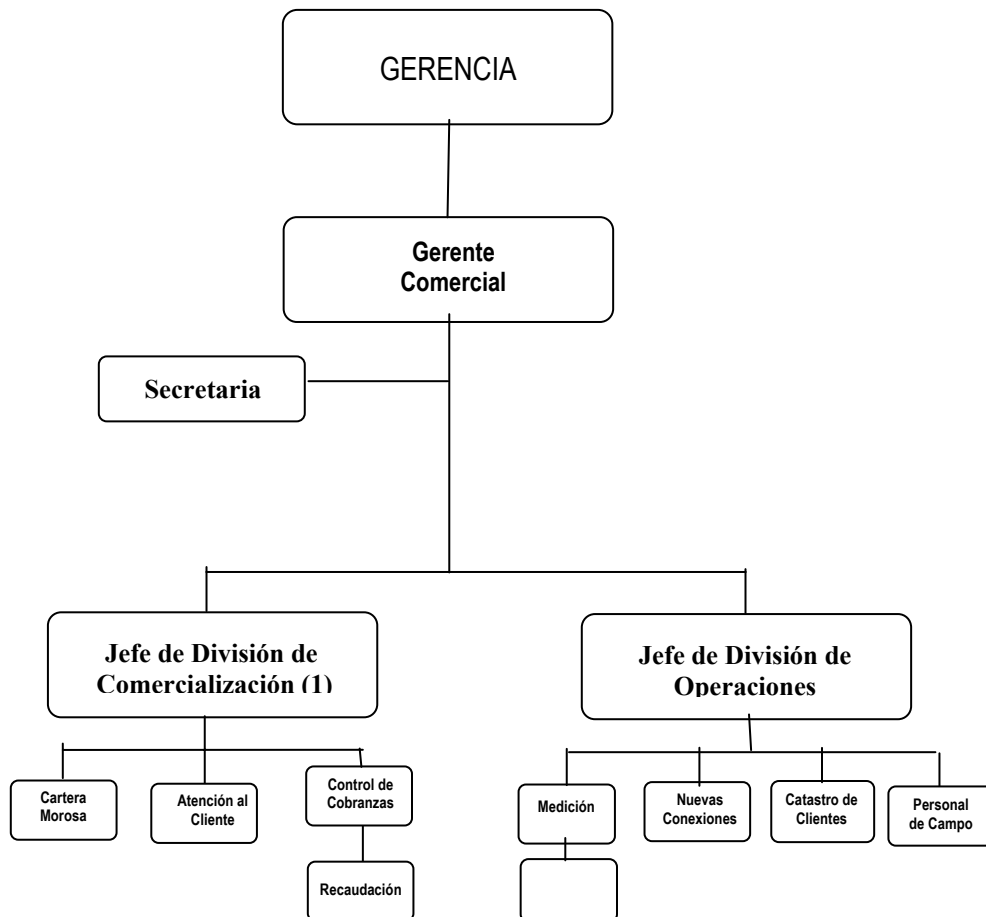 GERENCIA
Gerente
Comercial
Secretaria
Jefe de División de
Comercialización (1)
Jefe de División de
Operaciones
Cartera
Morosa
Atención al
Cliente
Control de
Cobranzas
Medición
Nuevas
Conexiones
Catastro de
Clientes
Personal
de Campo
Recaudación